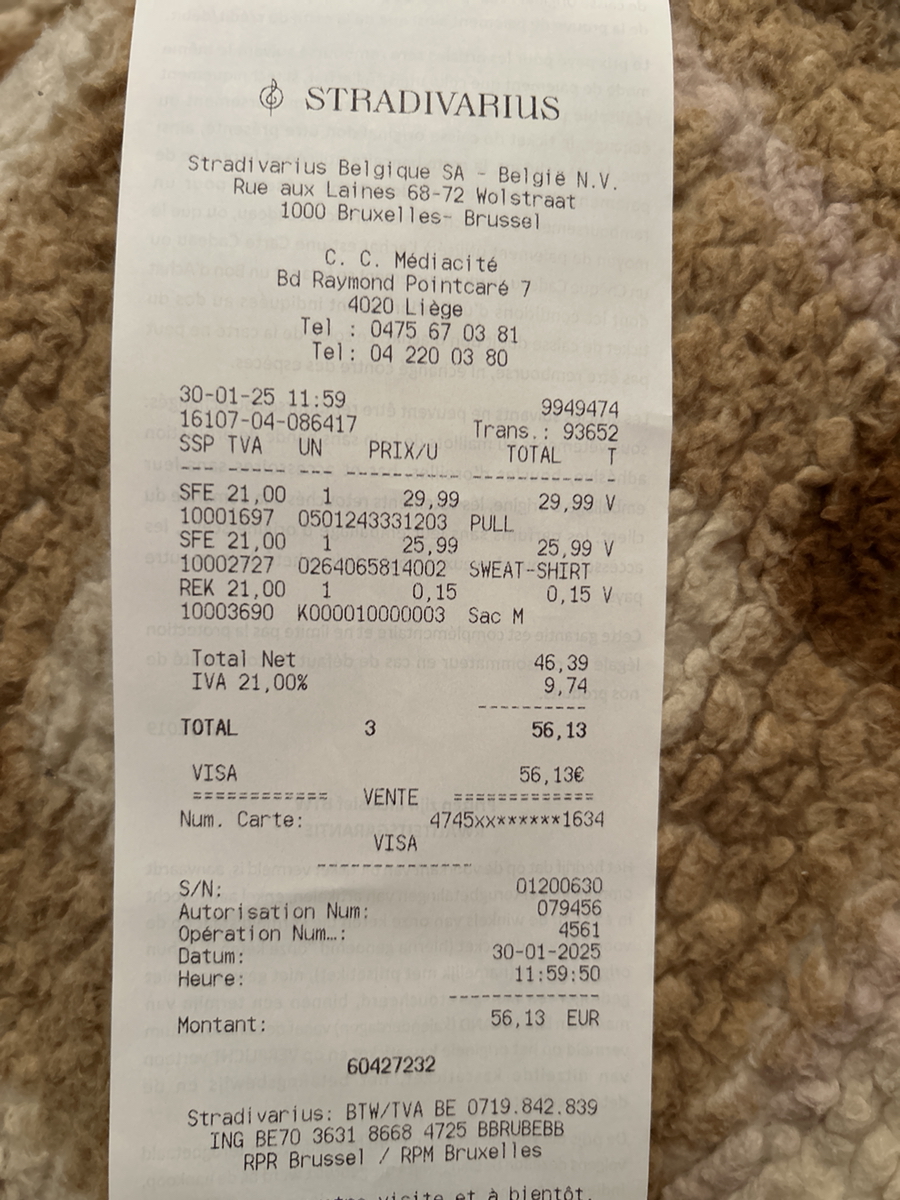 STRADIVARIUS
Stradivarius Belgique SA - België N.V.
Rue aux Laines 68-72 Wolstraat
1000 Bruxelles- Brussel
C. C. Médiacité
Bd Raymond Pointcaré 7
4020 Liège
Tel : 0475 67 03 81
Tel: 04 220 03 80
30-01-25 11:59 9949474
16107-04-086417 Trans.: 93652
SSP TVA UN PRIX/U TOTAL T
SFE 21,00 1 29,99 29,99 V
10001697 0501243331203 PULL
SFE 21,00 1 25,99 25,99 V
10002727 0264065814002 SWEAT-SHIRT
REK 21,00 1 0,15 0,15 V
10003690 K000010000003 Sac M
Total Net 46,39
IVA 21,00% 9,74
TOTAL 3 56,13
VISA 56,13€
============ VENTE ============
Num. Carte: 4745xx******1634
VISA
S/N: 01200630
Autorisation Num: 079456
Opération Num…: 4561
Datum: 30-01-2025
Heure: 11:59:50
Montant: 56,13 EUR
60427232
Stradivarius: BTW/TVA BE 0719.842.839
ING BE70 3631 8668 4725 BBRUBEBB
RPR Brussel / RPM Bruxelles
visite et à bientôt.